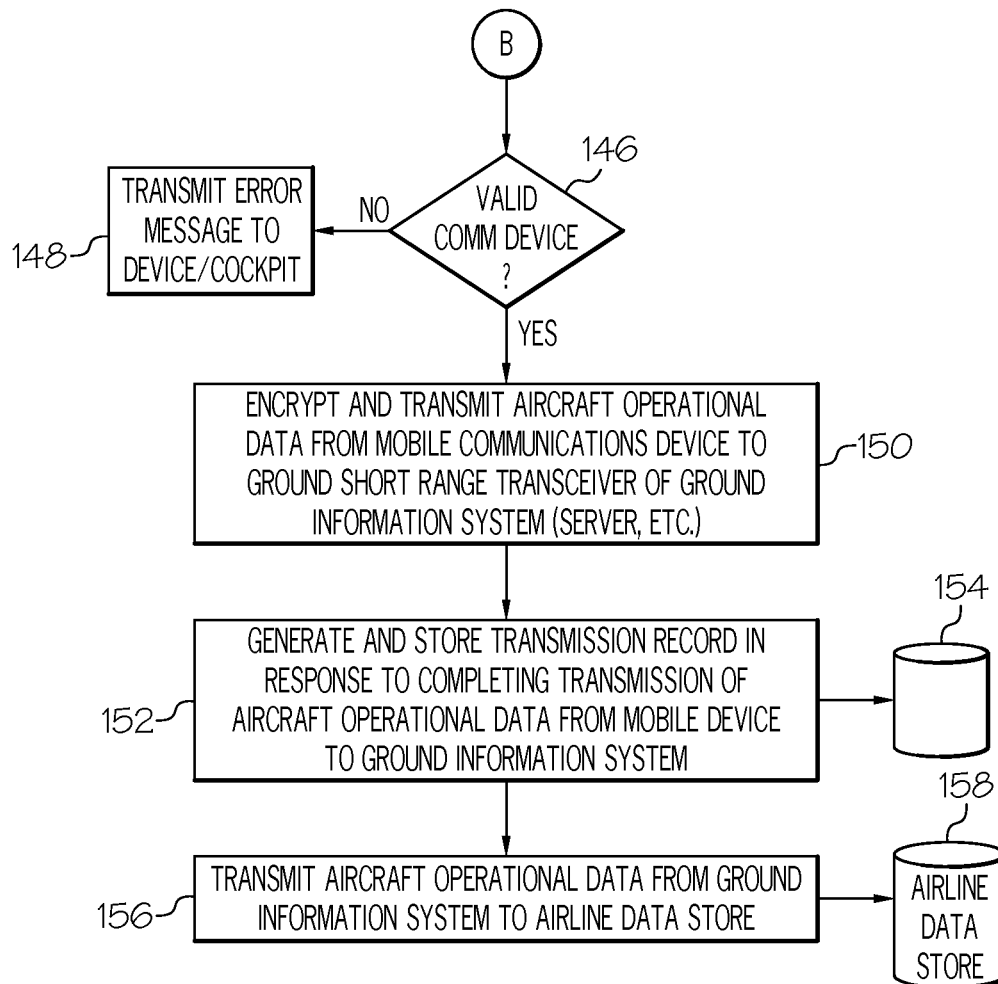 B
146
VALID
COMM DEVICE
?
NO
TRANSMIT ERROR
MESSAGE TO
DEVICE/COCKPIT
148
YES
ENCRYPT AND TRANSMIT AIRCRAFT OPERATIONAL
DATA FROM MOBILE COMMUNICATIONS DEVICE TO
GROUND SHORT RANGE TRANSCEIVER OF GROUND
INFORMATION SYSTEM (SERVER, ETC.)
150
GENERATE AND STORE TRANSMISSION RECORD IN
RESPONSE TO COMPLETING TRANSMISSION OF
AIRCRAFT OPERATIONAL DATA FROM MOBILE DEVICE
TO GROUND INFORMATION SYSTEM
152
154
TRANSMIT AIRCRAFT OPERATIONAL DATA FROM GROUND
INFORMATION SYSTEM TO AIRLINE DATA STORE
156
158
AIRLINE
DATA
STORE